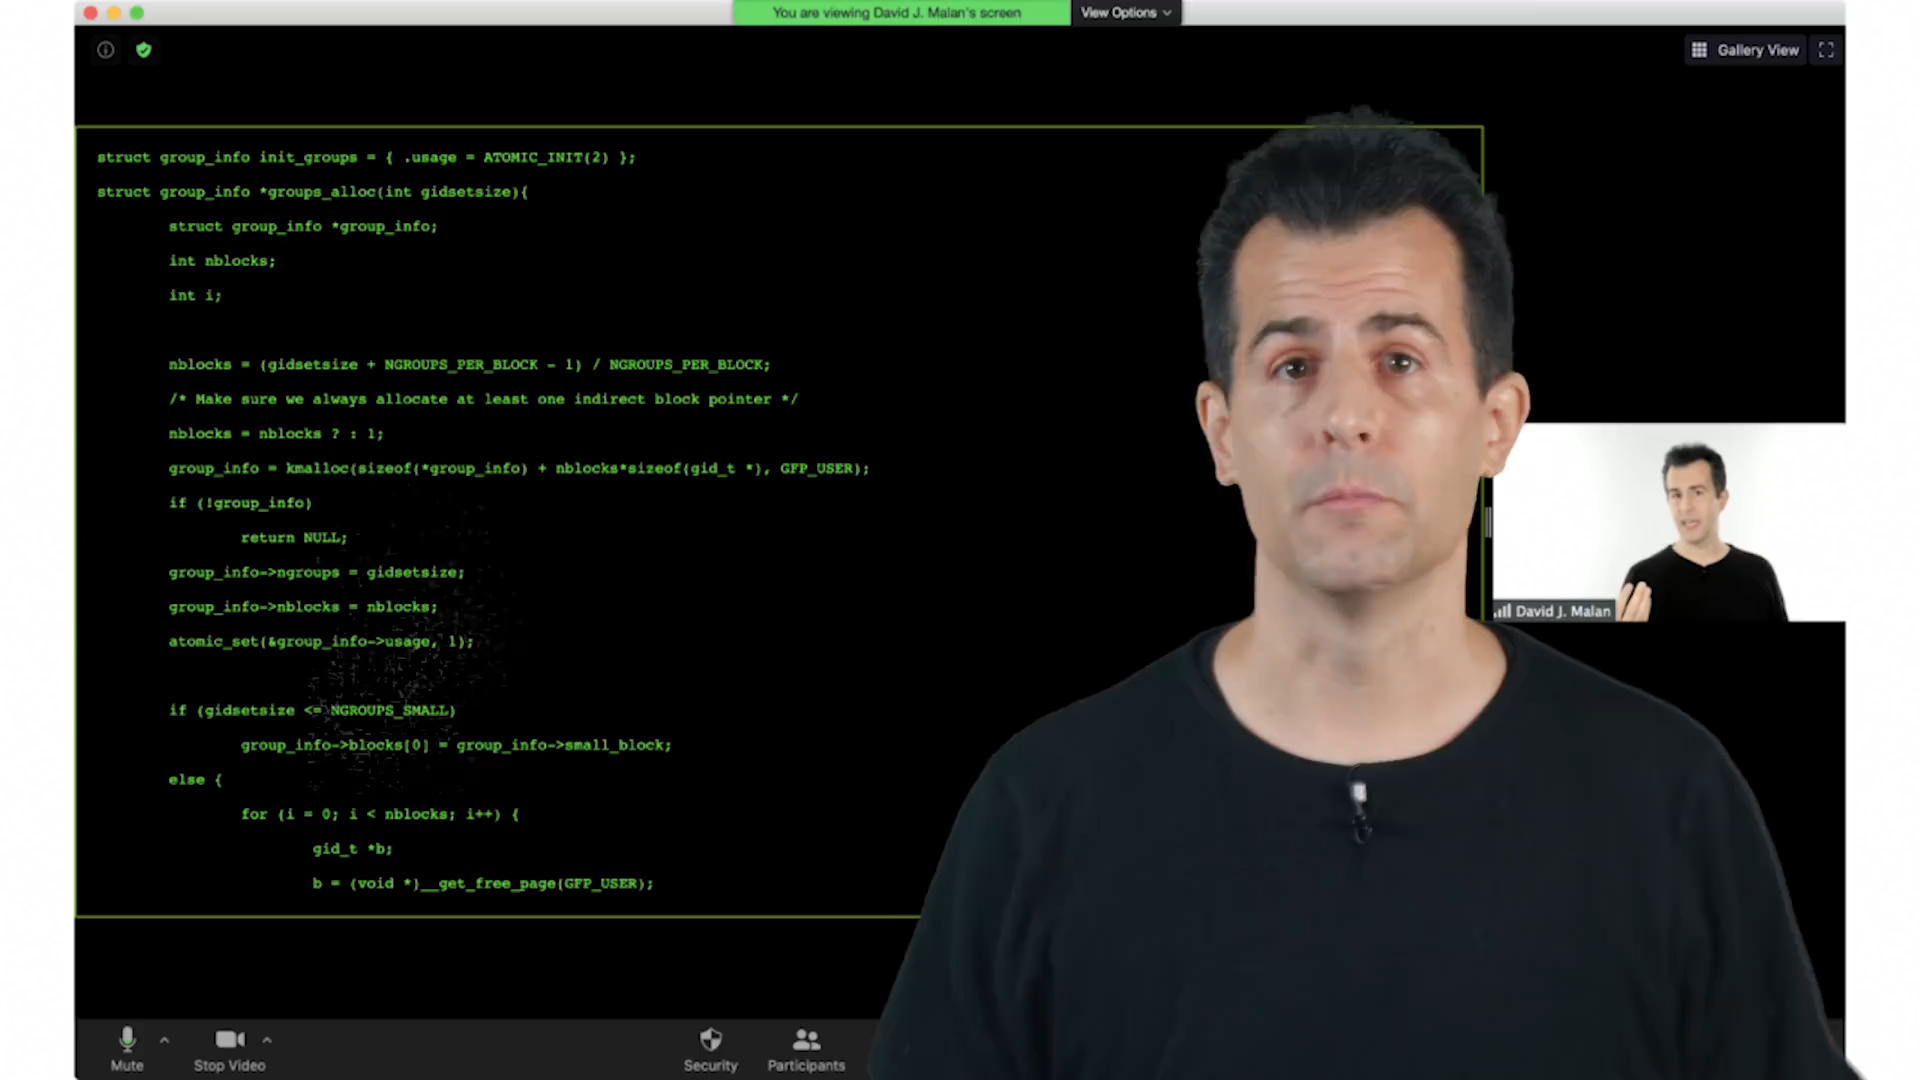 You are viewing David J. Malan's screen View Options
Gallery View
struct group_info init_groups = { .usage = ATOMIC_INIT(2) };
struct group_info *groups_alloc(int gidsetsize){
struct group_info *group_info;
int nblocks;
int i;
nblocks = (gidsetsize + NGROUPS_PER_BLOCK - 1) / NGROUPS_PER_BLOCK;
/* Make sure we always allocate at least one indirect block pointer */
nblocks = nblocks ? : 1;
group_info = kmalloc(sizeof(*group_info) + nblocks*sizeof(gid_t *), GFP_USER);
if (!group_info)
return NULL;
group_info->ngroups = gidsetsize;
group_info->nblocks = nblocks;
atomic_set(&group_info->usage, 1);
if (gidsetsize <= NGROUPS_SMALL)
group_info->blocks[0] = group_info->small_block;
else {
for (i = 0; i < nblocks; i++) {
gid_t *b;
b = (void *)__get_free_page(GFP_USER);
David J. Malan
Mute Stop Video Security Participants